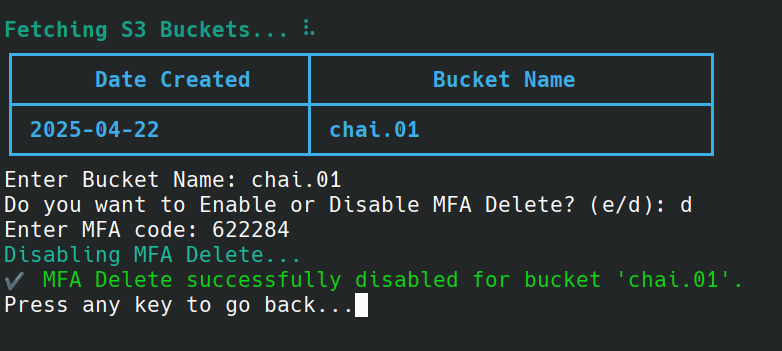 Fetching S3 Buckets... ⠧
Date Created Bucket Name
2025-04-22 chai.01
Enter Bucket Name: chai.01
Do you want to Enable or Disable MFA Delete? (e/d): d
Enter MFA code: 622284
Disabling MFA Delete...
✔ MFA Delete successfully disabled for bucket 'chai.01'.
Press any key to go back...